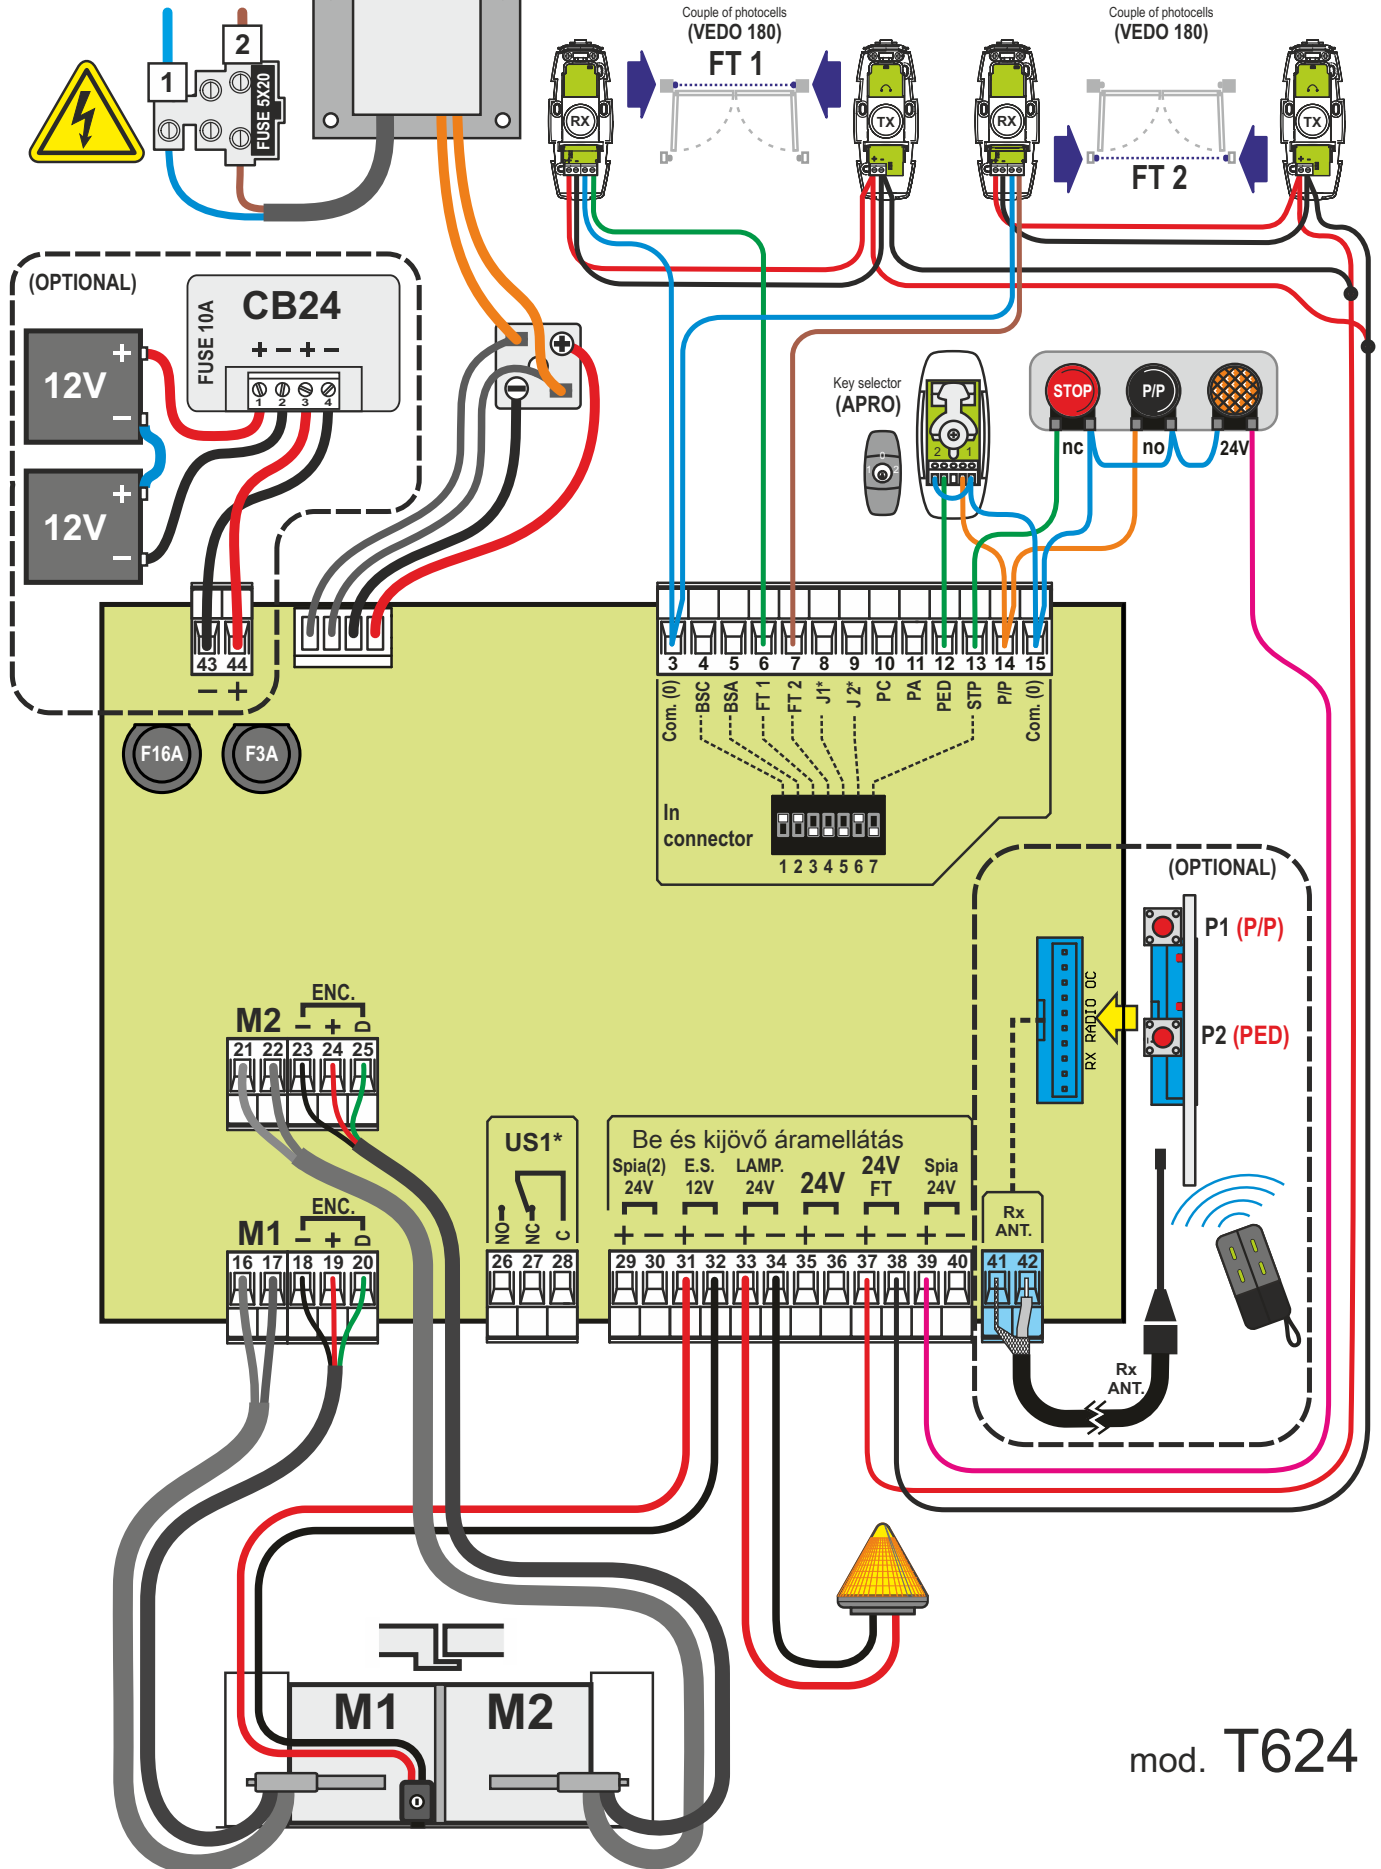 Couple of photocells
(VEDO 180)
FT 1
Couple of photocells
(VEDO 180)
FT 2
1
2
FUSE 5X20
RX
TX
RX
TX
(OPTIONAL)
FUSE 10A
CB24
+ − + −
1 2 3 4
12V
+
−
12V
+
−
+
−
Key selector
(APRO)
2 1
1 0 2
STOP
P/P
nc
no
24V
43 44
− +
F16A
F3A
3 4 5 6 7 8 9 10 11 12 13 14 15
Com. (0)
BSC
BSA
FT 1
FT 2
J1*
J 2*
PC
PA
PED
STP
P/P
Com. (0)
In
connector
1 2 3 4 5 6 7
(OPTIONAL)
P1 (P/P)
P2 (PED)
RX RADIO OC
ENC.
M2 − + D
21 22 23 24 25
ENC.
M1 − + D
16 17 18 19 20
US1*
NO
NC
C
26 27 28
Be és kijövő áramellátás
Spia(2) 24V
E.S. 12V
LAMP. 24V
24V
24V FT
Spia 24V
+ − + − + − + − + −
29 30 31 32 33 34 35 36 37 38 39 40
Rx
ANT.
41 42
Rx
ANT.
M1
M2
mod. T624